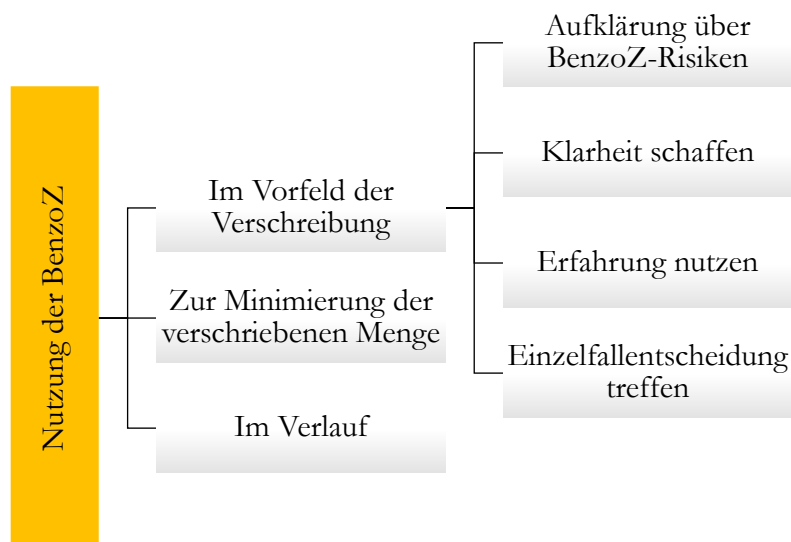 Nutzung der BenzoZ
Im Vorfeld der
Verschreibung
Zur Minimierung der
verschriebenen Menge
Im Verlauf
Aufklärung über
BenzoZ-Risiken
Klarheit schaffen
Erfahrung nutzen
Einzelfallentscheidung
treffen